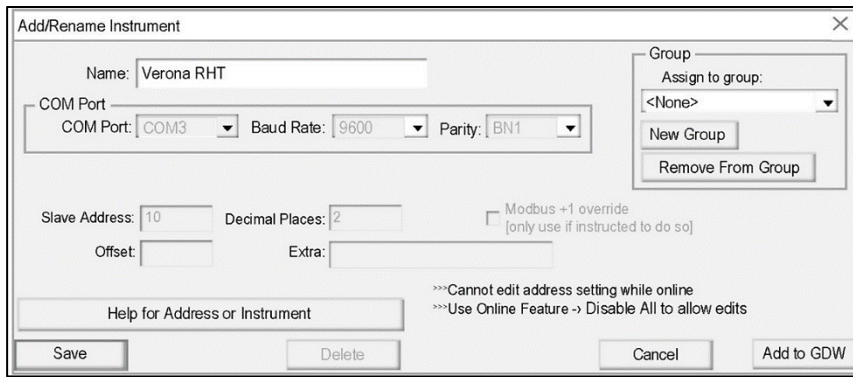 Add/Rename Instrument
Name: Verona RHT
COM Port
COM Port: COM3 Baud Rate: 9600 Parity: BN1
Group
Assign to group:
<None>
New Group
Remove From Group
Slave Address: 10 Decimal Places: 2
Modbus +1 override
[only use if instructed to do so]
Offset: Extra:
>>>Cannot edit address setting while online
>>>Use Online Feature -> Disable All to allow edits
Help for Address or Instrument
Save Delete Cancel Add to GDW